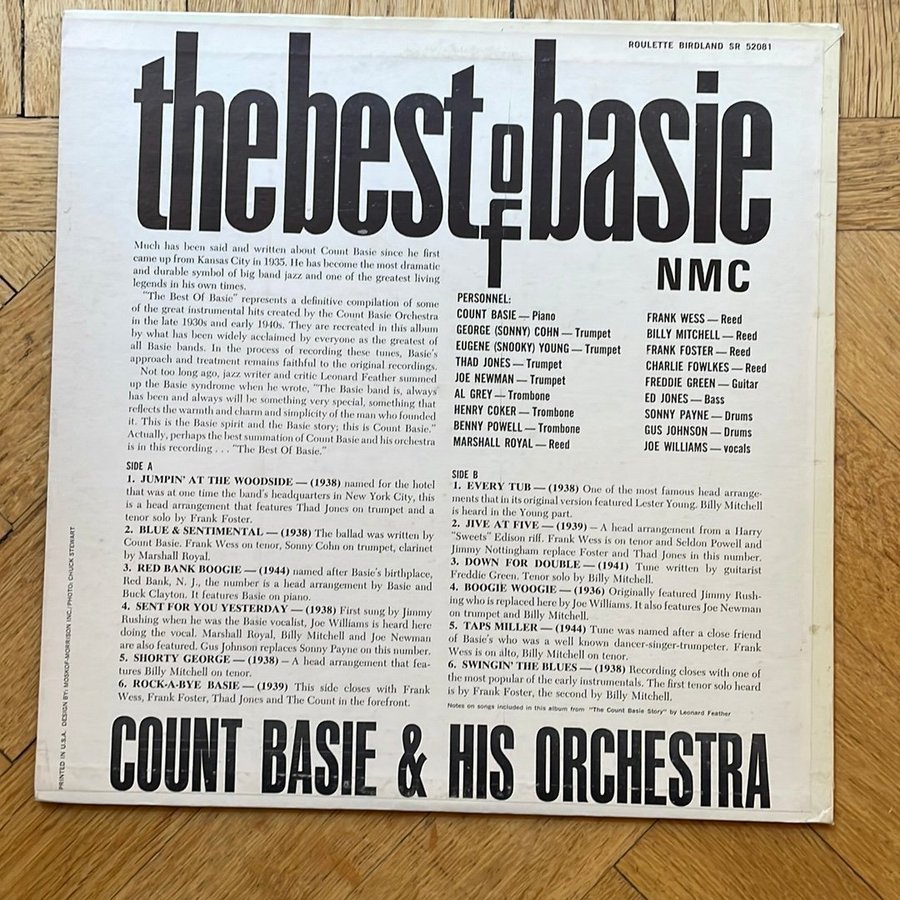 ROULETTE BIRDLAND SR 52081
the best of basie
NMC
Much has been said and written about Count Basie since he first
came up from Kansas City in 1935. He has become the most dramatic
and durable symbol of big band jazz and one of the greatest living
legends in his own times.
"The Best Of Basie" represents a definitive compilation of some
of the great instrumental hits created by the Count Basie Orchestra
in the late 1930s and early 1940s. They are recreated in this album
by what has been widely acclaimed by everyone as the greatest of
all Basie bands. In the process of recording these tunes, Basie's
approach and treatment remains faithful to the original recordings.
Not too long ago, jazz writer and critic Leonard Feather summed
up the Basie syndrome when he wrote, "The Basie band is, always
has been and always will be something very special, something that
reflects the warmth and charm and simplicity of the man who founded
it. This is the Basie spirit and the Basie story; this is Count Basie."
Actually, perhaps the best summation of Count Basie and his orchestra
is in this recording . . . "The Best Of Basie."
PERSONNEL:
COUNT BASIE — Piano
GEORGE (SONNY) COHN — Trumpet
EUGENE (SNOOKY) YOUNG — Trumpet
THAD JONES — Trumpet
JOE NEWMAN — Trumpet
AL GREY — Trombone
HENRY COKER — Trombone
BENNY POWELL — Trombone
MARSHALL ROYAL — Reed
FRANK WESS — Reed
BILLY MITCHELL — Reed
FRANK FOSTER — Reed
CHARLIE FOWLKES — Reed
FREDDIE GREEN — Guitar
ED JONES — Bass
SONNY PAYNE — Drums
GUS JOHNSON — Drums
JOE WILLIAMS — vocals
SIDE A
1. JUMPIN' AT THE WOODSIDE — (1938) named for the hotel
that was at one time the band's headquarters in New York City, this
is a head arrangement that features Thad Jones on trumpet and a
tenor solo by Frank Foster.
2. BLUE & SENTIMENTAL — (1938) The ballad was written by
Count Basie. Frank Wess on tenor, Sonny Cohn on trumpet, clarinet
by Marshall Royal.
3. RED BANK BOOGIE — (1944) named after Basie's birthplace,
Red Bank, N. J., the number is a head arrangement by Basie and
Buck Clayton. It features Basie on piano.
4. SENT FOR YOU YESTERDAY — (1938) First sung by Jimmy
Rushing when he was the Basie vocalist, Joe Williams is heard here
doing the vocal. Marshall Royal, Billy Mitchell and Joe Newman
are also featured. Gus Johnson replaces Sonny Payne on this number.
5. SHORTY GEORGE — (1938) — A head arrangement that fea-
tures Billy Mitchell on tenor.
6. ROCK-A-BYE BASIE — (1939) This side closes with Frank
Wess, Frank Foster, Thad Jones and The Count in the forefront.
SIDE B
1. EVERY TUB — (1938) One of the most famous head arrange-
ments that in its original version featured Lester Young. Billy Mitchell
is heard in the Young part.
2. JIVE AT FIVE — (1939) — A head arrangement from a Harry
"Sweets" Edison riff. Frank Wess is on tenor and Seldon Powell and
Jimmy Nottingham replace Foster and Thad Jones in this number.
3. DOWN FOR DOUBLE — (1941) Tune written by guitarist
Freddie Green. Tenor solo by Billy Mitchell.
4. BOOGIE WOOGIE — (1936) Originally featured Jimmy Rush-
ing who is replaced here by Joe Williams. It also features Joe Newman
on trumpet and Billy Mitchell.
5. TAPS MILLER — (1944) Tune was named after a close friend
of Basie's who was a well known dancer-singer-trumpeter. Frank
Wess is on alto, Billy Mitchell on tenor.
6. SWINGIN' THE BLUES — (1938) Recording closes with one of
the most popular of the early instrumentals. The first tenor solo heard
is by Frank Foster, the second by Billy Mitchell.
Notes on songs included in this album from "The Count Basie Story" by Leonard Feather
PRINTED IN U.S.A. DESIGN BY: MOSKOF-MORRISON INC./PHOTO: CHUCK STEWART
COUNT BASIE & HIS ORCHESTRA